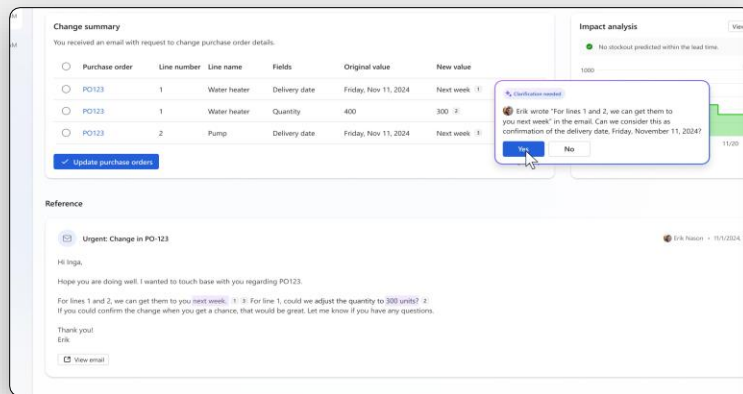 AM
AM
Change summary
You received an email with request to change purchase order details.
Purchase order Line number Line name Fields Original value New value
PO123 1 Water heater Delivery date Friday, Nov 11, 2024 Next week 1
PO123 1 Water heater Quantity 400 300 2
PO123 2 Pump Delivery date Friday, Nov 11, 2024 Next week 3
Update purchase orders
Impact analysis
No stockout predicted within the lead time.
1000
11/20
Clarification needed
Erik wrote "For lines 1 and 2, we can get them to
you next week" in the email. Can we consider this as
confirmation of the delivery date, Friday, November 11, 2024?
Yes No
Reference
Urgent: Change in PO-123
Erik Nason • 11/1/2024,
Hi Inga,
Hope you are doing well. I wanted to touch base with you regarding PO123.
For lines 1 and 2, we can get them to you next week. 1 3 For line 1, could we adjust the quantity to 300 units? 2
If you could confirm the change when you get a chance, that would be great. Let me know if you have any questions.
Thank you!
Erik
View email